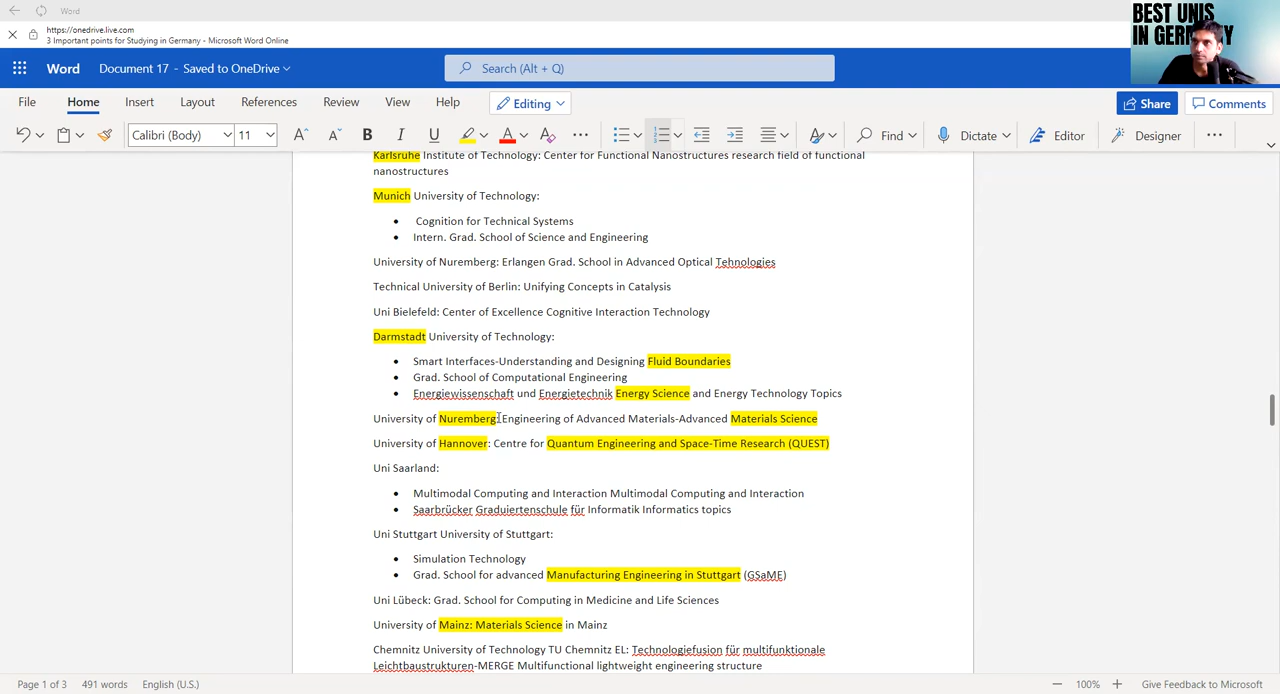 Word
https://onedrive.live.com
3 Important points for Studying in Germany - Microsoft Word Online
BEST UNIS
IN GERMANY
Word Document 17 - Saved to OneDrive
Search (Alt + Q)
File Home Insert Layout References Review View Help Editing Share Comments
Calibri (Body) 11 Find Dictate Editor Designer
Karlsruhe Institute of Technology: Center for Functional Nanostructures research field of functional
nanostructures
Munich University of Technology:
• Cognition for Technical Systems
• Intern. Grad. School of Science and Engineering
University of Nuremberg: Erlangen Grad. School in Advanced Optical Tehnologies
Technical University of Berlin: Unifying Concepts in Catalysis
Uni Bielefeld: Center of Excellence Cognitive Interaction Technology
Darmstadt University of Technology:
• Smart Interfaces-Understanding and Designing Fluid Boundaries
• Grad. School of Computational Engineering
• Energiewissenschaft und Energietechnik Energy Science and Energy Technology Topics
University of Nuremberg: Engineering of Advanced Materials-Advanced Materials Science
University of Hannover: Centre for Quantum Engineering and Space-Time Research (QUEST)
Uni Saarland:
• Multimodal Computing and Interaction Multimodal Computing and Interaction
• Saarbrücker Graduiertenschule für Informatik Informatics topics
Uni Stuttgart University of Stuttgart:
• Simulation Technology
• Grad. School for advanced Manufacturing Engineering in Stuttgart (GSaME)
Uni Lübeck: Grad. School for Computing in Medicine and Life Sciences
University of Mainz: Materials Science in Mainz
Chemnitz University of Technology TU Chemnitz EL: Technologiefusion für multifunktionale
Leichtbaustrukturen-MERGE Multifunctional lightweight engineering structure
Page 1 of 3 491 words English (U.S.) 100% Give Feedback to Microsoft